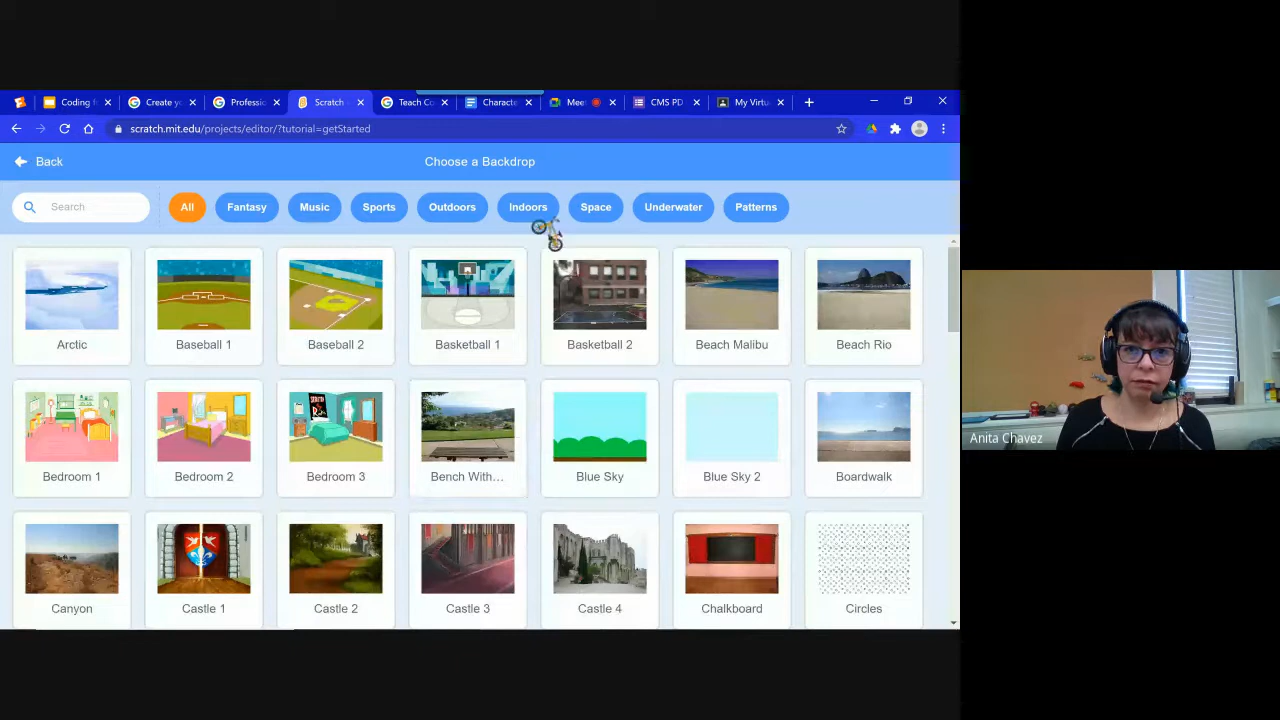 Coding f
Create yo
Professio
Scratch
Teach Co
Characte
Mee
CMS PD
My Virtu
scratch.mit.edu/projects/editor/?tutorial=getStarted
Back
Choose a Backdrop
Search
All
Fantasy
Music
Sports
Outdoors
Indoors
Space
Underwater
Patterns
Arctic
Baseball 1
Baseball 2
Basketball 1
Basketball 2
Beach Malibu
Beach Rio
Bedroom 1
Bedroom 2
Bedroom 3
Bench With...
Blue Sky
Blue Sky 2
Boardwalk
Canyon
Castle 1
Castle 2
Castle 3
Castle 4
Chalkboard
Circles
Anita Chavez